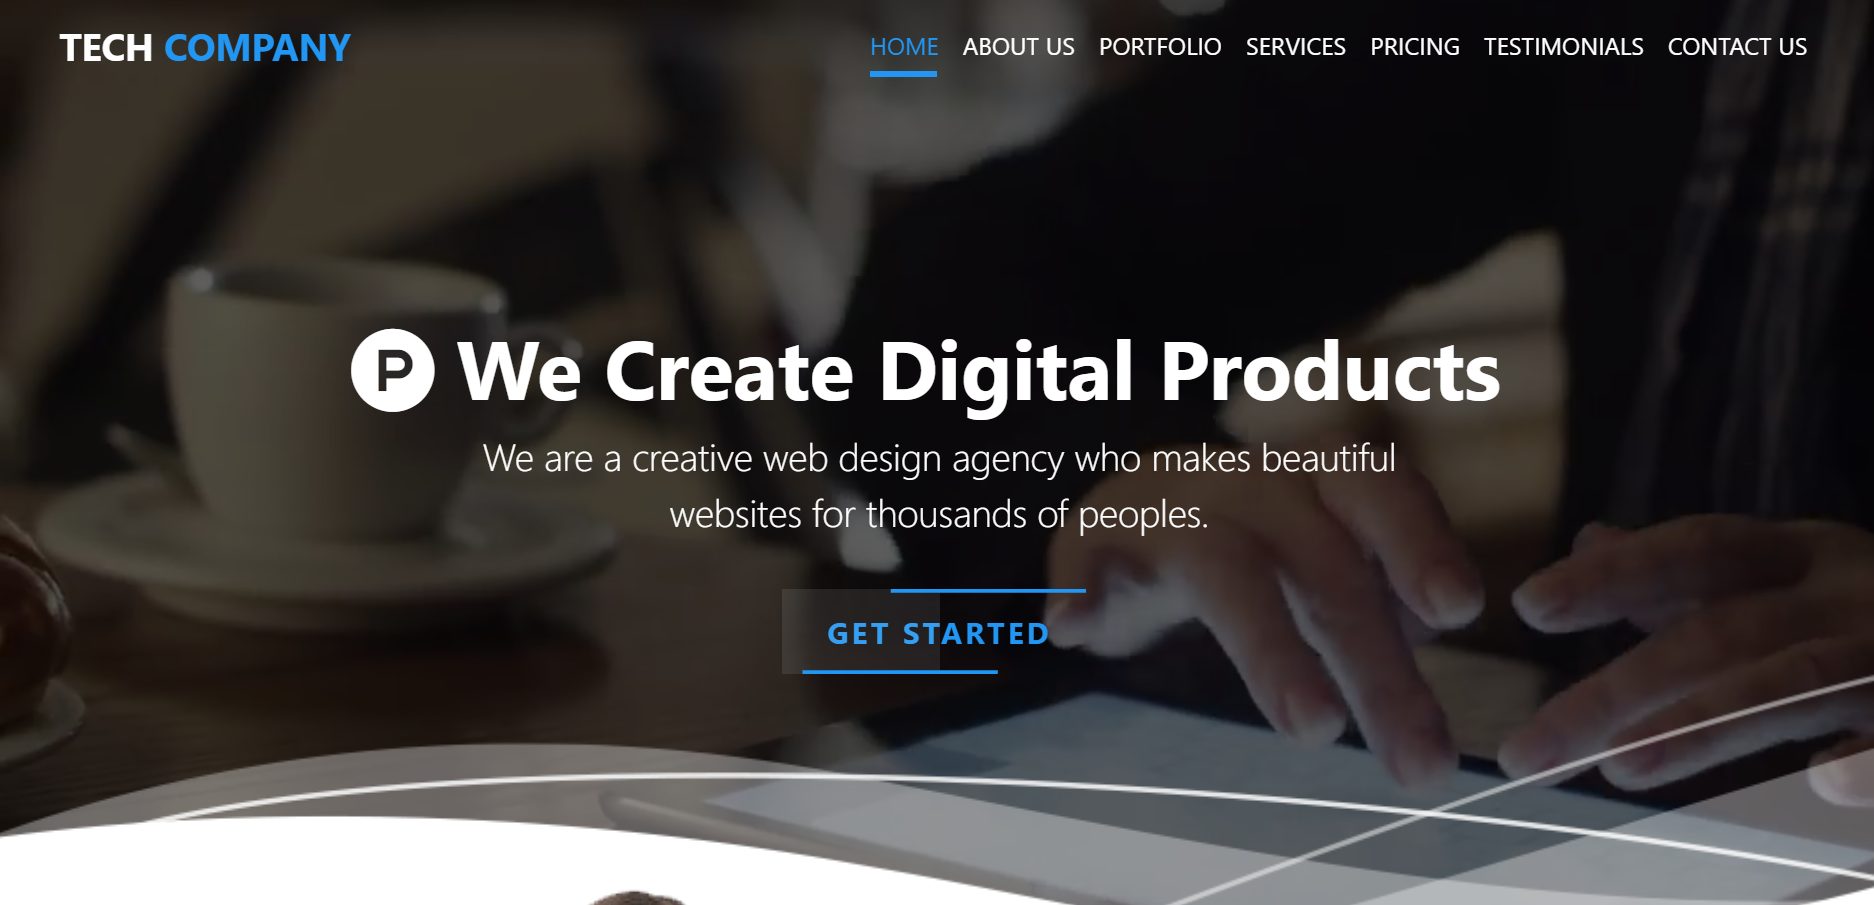 TECH COMPANY
HOME ABOUT US PORTFOLIO SERVICES PRICING TESTIMONIALS CONTACT US
P We Create Digital Products
We are a creative web design agency who makes beautiful
websites for thousands of peoples.
GET STARTED